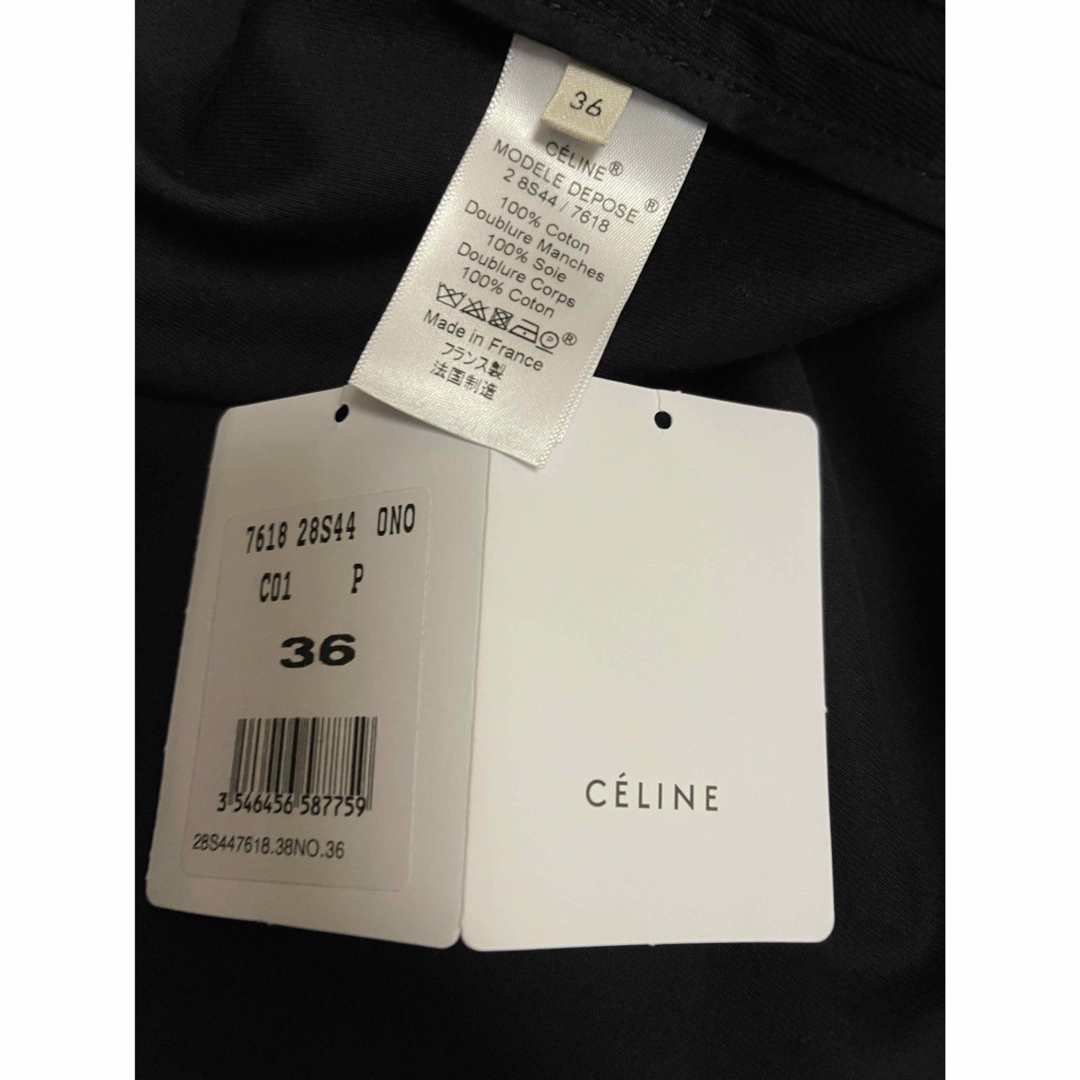 36
CÉLINE®
MODELE DEPOSE ®
2 8S44 / 7618
100% Coton
Doublure Manches
100% Soie
Doublure Corps
100% Coton
P ®
Made in France
フランス製
法国制造
7618 28S44 0NO
C01 P
36
3 546456 587759
28S447618.38NO.36
CÉLINE